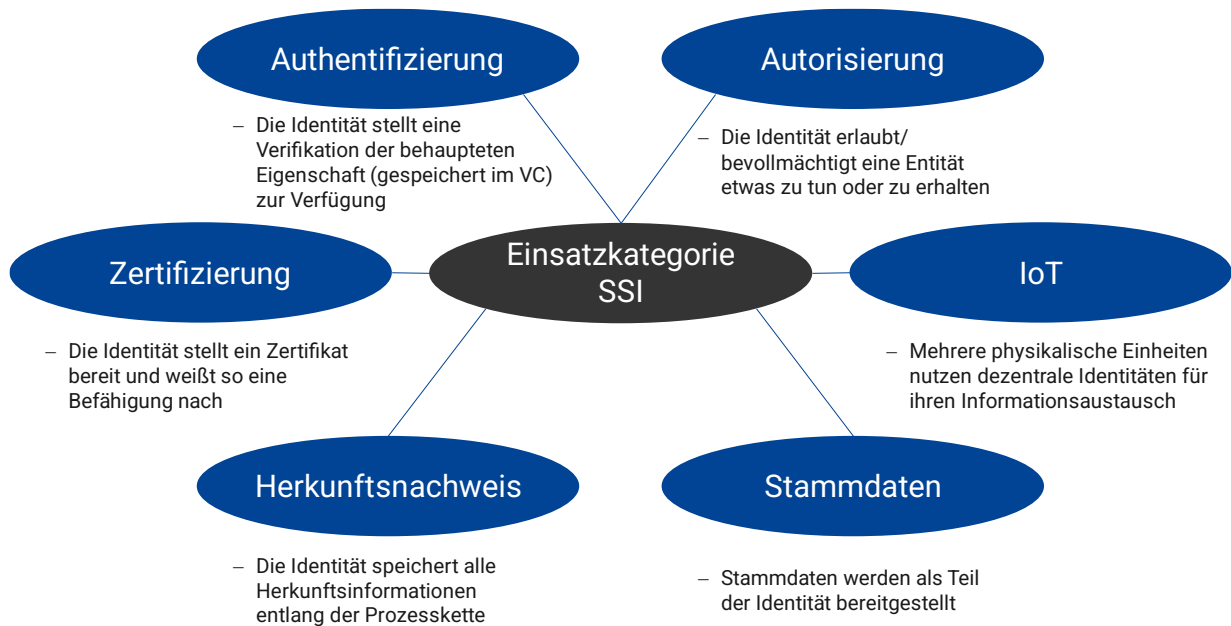 Authentifizierung
– Die Identität stellt eine
Verifikation der behaupteten
Eigenschaft (gespeichert im VC)
zur Verfügung
Autorisierung
– Die Identität erlaubt/
bevollmächtigt eine Entität
etwas zu tun oder zu erhalten
Einsatzkategorie
SSI
Zertifizierung
– Die Identität stellt ein Zertifikat
bereit und weißt so eine
Befähigung nach
IoT
– Mehrere physikalische Einheiten
nutzen dezentrale Identitäten für
ihren Informationsaustausch
Herkunftsnachweis
– Die Identität speichert alle
Herkunftsinformationen
entlang der Prozesskette
Stammdaten
– Stammdaten werden als Teil
der Identität bereitgestellt